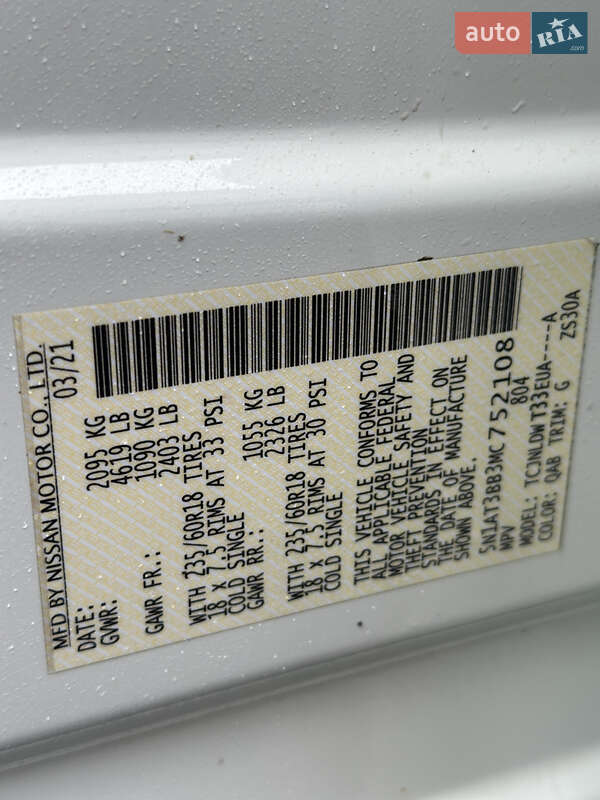 auto RIA .com
MFD BY NISSAN MOTOR CO., LTD.
DATE: 03/21
GVWR: 2095 KG
4619 LB
GAWR FR.: 1090 KG
2403 LB
WITH 235/60R18 TIRES
18 X 7.5 RIMS AT 33 PSI
COLD SINGLE
GAWR RR.: 1055 KG
2326 LB
WITH 235/60R18 TIRES
18 X 7.5 RIMS AT 30 PSI
COLD SINGLE
THIS VEHICLE CONFORMS TO
ALL APPLICABLE FEDERAL
MOTOR VEHICLE SAFETY AND
THEFT PREVENTION
STANDARDS IN EFFECT ON
THE DATE OF MANUFACTURE
SHOWN ABOVE.
5N1AT3BB3MC752108
MPV 804
MODEL: TCJNLDW T33EUA----A
COLOR: QAB TRIM: G ZS30A